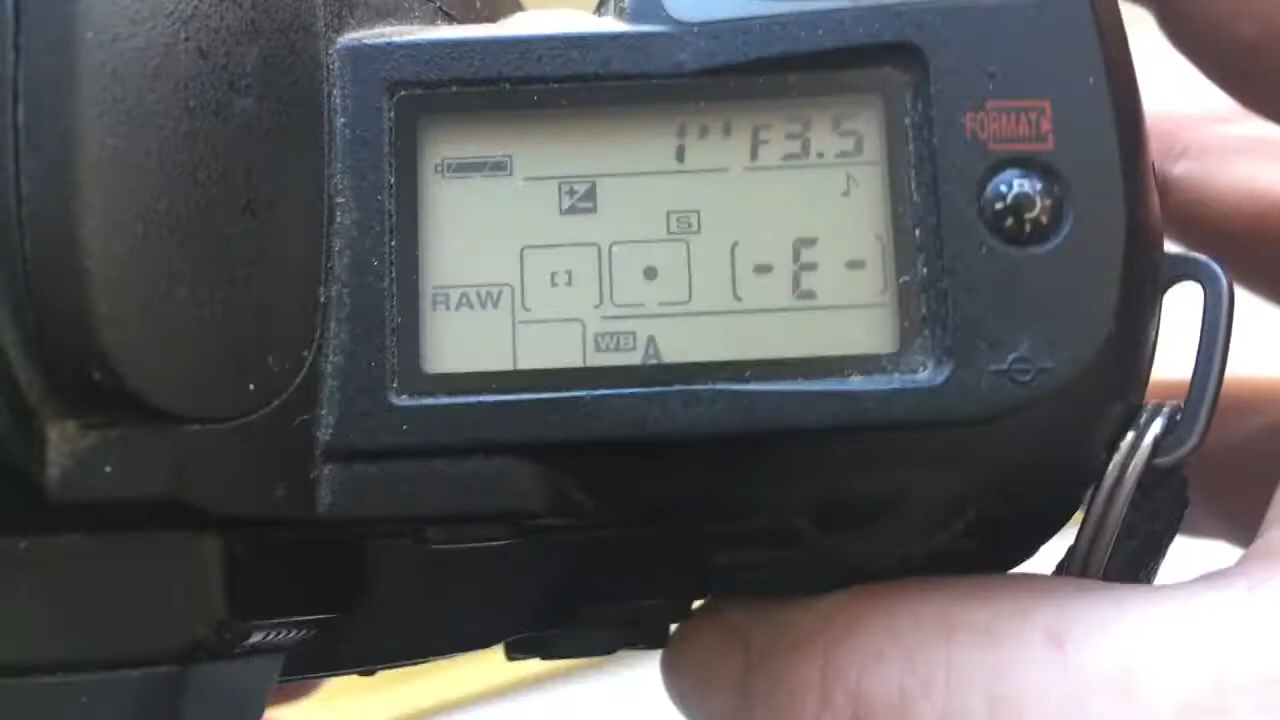 1" F3.5
FORMAT
S
(-E-)
RAW
WB A